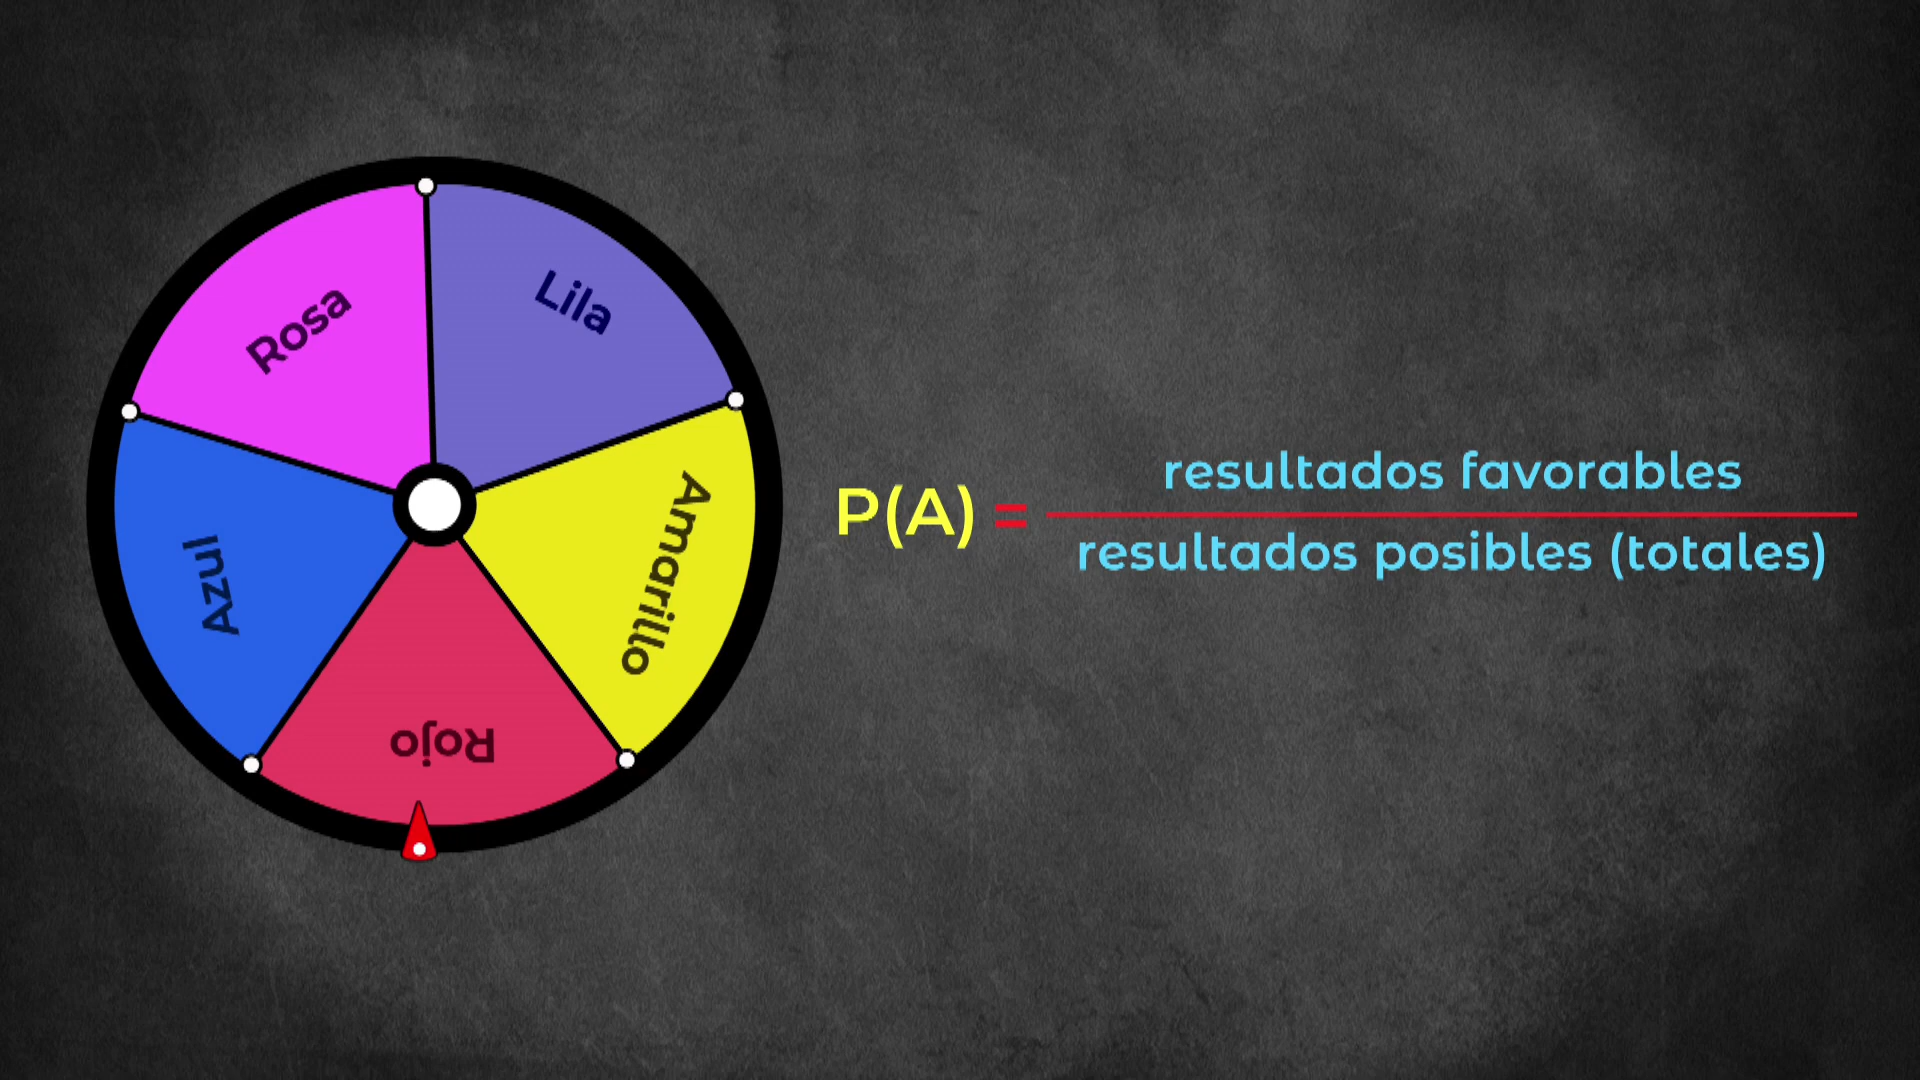 Rosa
Lila
Azul
Amarillo
Rojo
P(A) = resultados favorables
resultados posibles (totales)